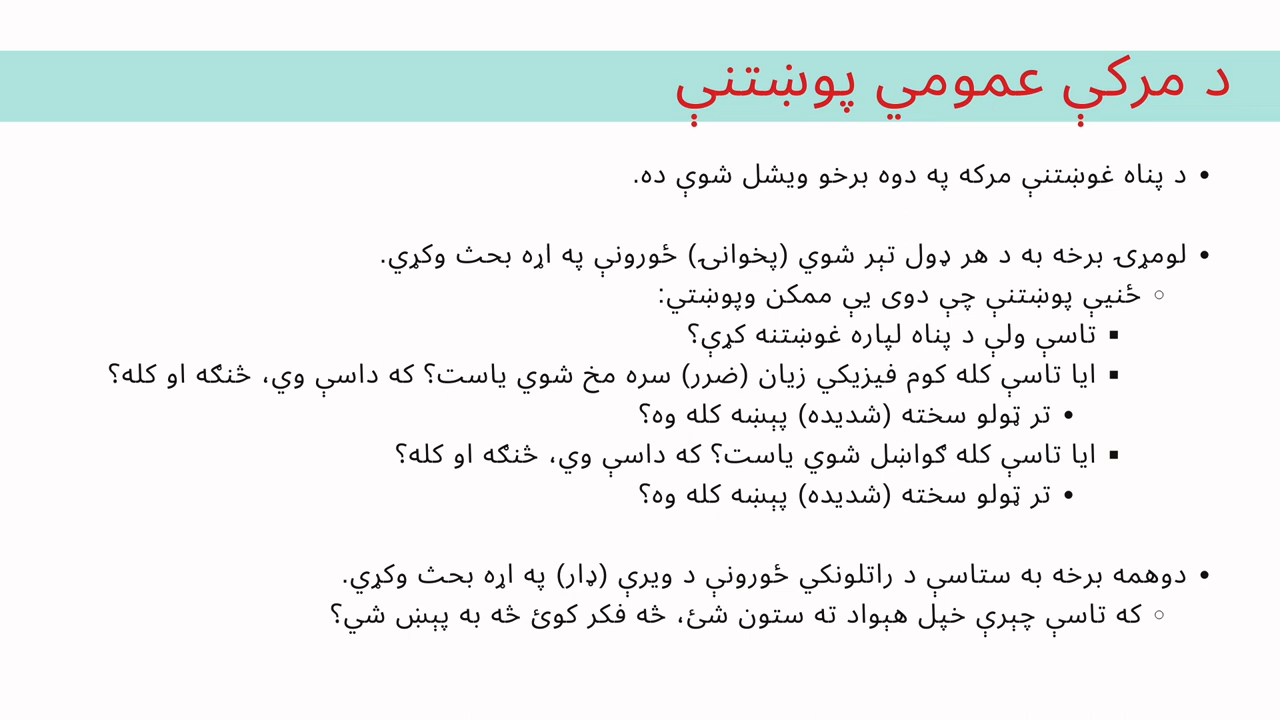 د مرکې عمومي پوښتنې
• د پناه غوښتنې مرکه په دوه برخو ویشل شوې ده.
• لومړۍ برخه به د هر ډول تېر شوي (پخوانۍ) ځورونې په اړه بحث وکړي.
○ ځنیې پوښتنې چې دوی یې ممکن وپوښتي:
▪ تاسې ولې د پناه لپاره غوښتنه کړې؟
▪ ایا تاسې کله کوم فیزیکي زیان (ضرر) سره مخ شوي یاست؟ که داسې وي، څنګه او کله؟
• تر ټولو سخته (شدیده) پېښه کله وه؟
▪ ایا تاسې کله ګواښل شوي یاست؟ که داسې وي، څنګه او کله؟
• تر ټولو سخته (شدیده) پېښه کله وه؟
• دوهمه برخه به ستاسې د راتلونکي ځورونې د ویرې (ډار) په اړه بحث وکړي.
○ که تاسې چېرې خپل هېواد ته ستون شئ، څه فکر کوئ څه به پېښ شي؟